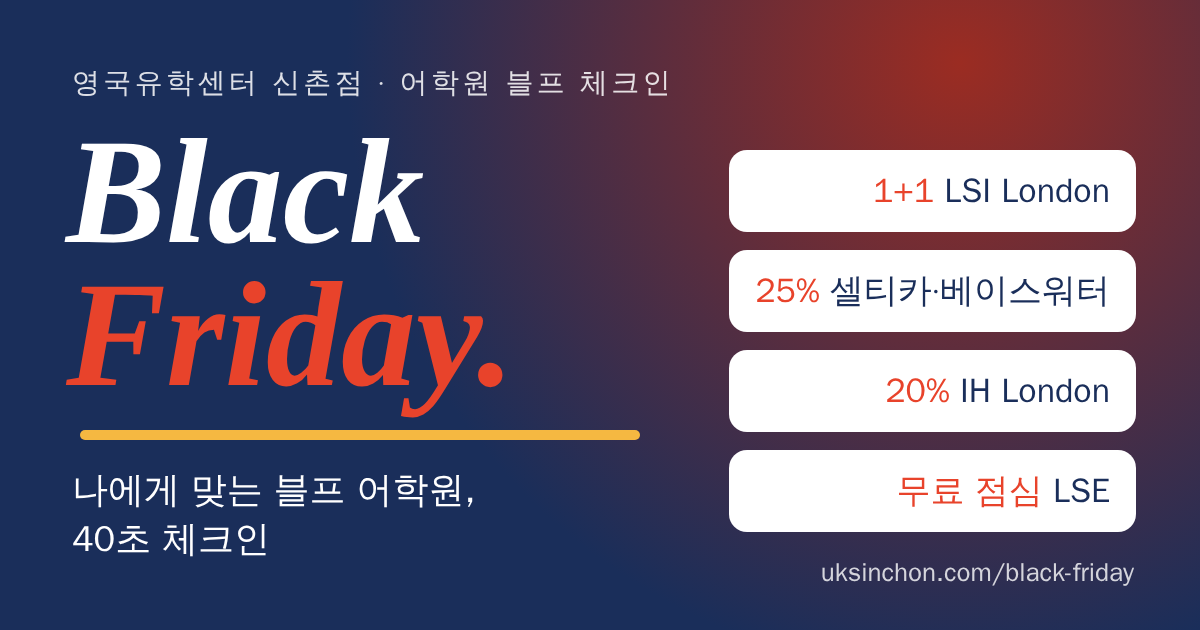 영국유학센터 신촌점 · 어학원 블프 체크인
Black
Friday.
나에게 맞는 블프 어학원,
40초 체크인
1+1 LSI London
25% 셀티카·베이스워터
20% IH London
무료 점심 LSE
uksinchon.com/black-friday